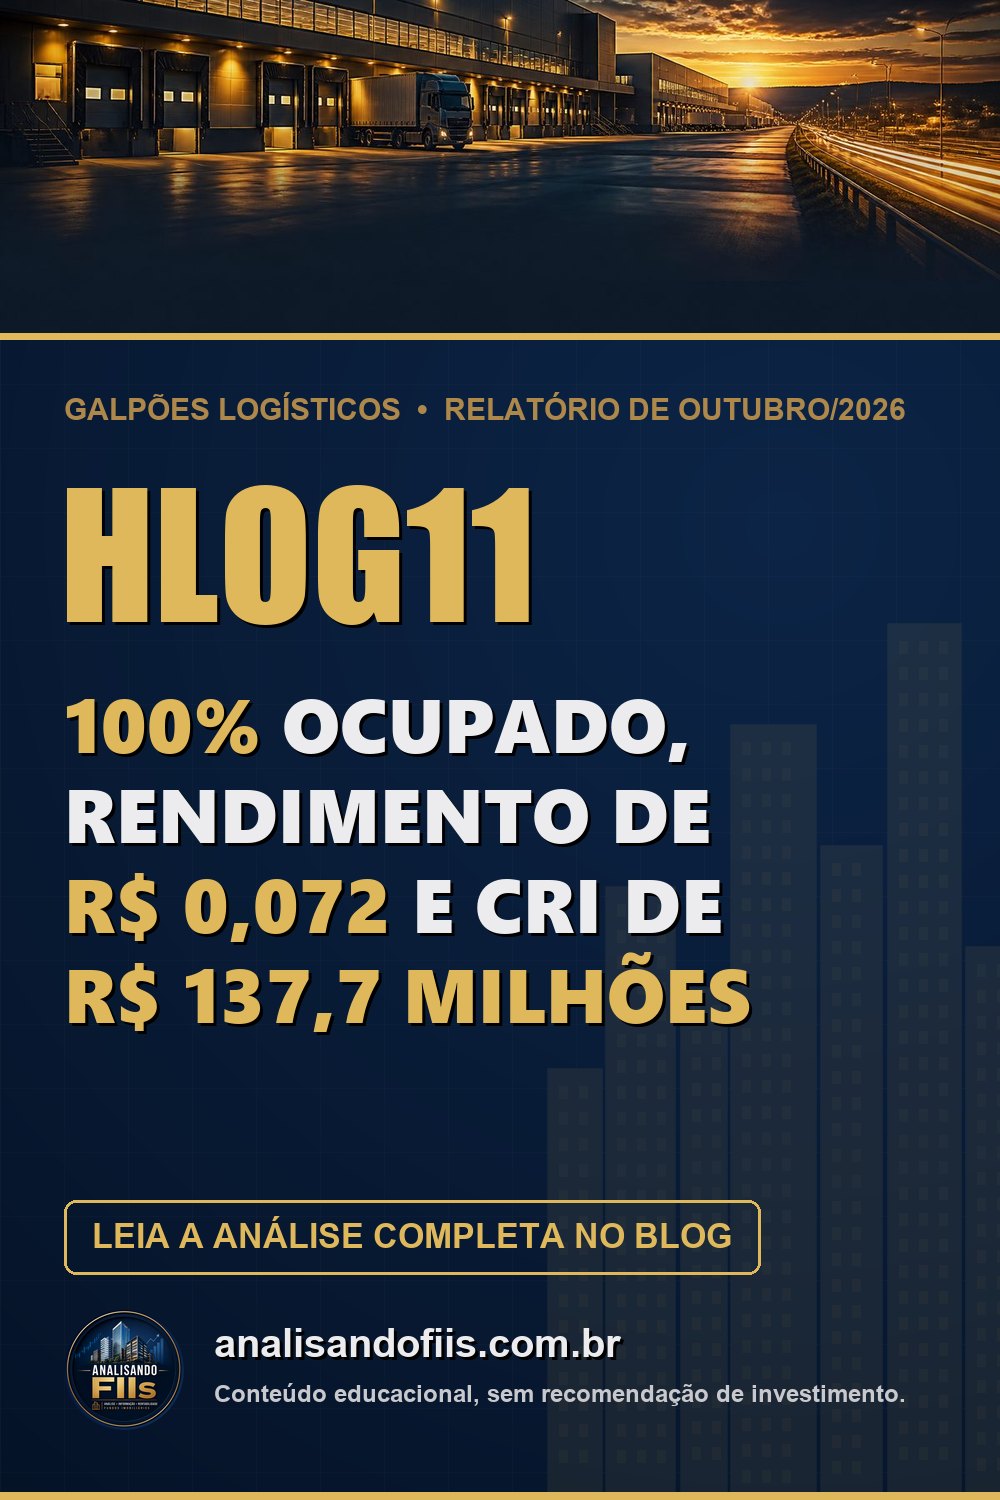 GALPÕES LOGÍSTICOS • RELATÓRIO DE OUTUBRO/2026
HLOG11
100% OCUPADO,
RENDIMENTO DE
R$ 0,072 E CRI DE
R$ 137,7 MILHÕES
LEIA A ANÁLISE COMPLETA NO BLOG
ANALISANDO
FIIs
analisandofiis.com.br
Conteúdo educacional, sem recomendação de investimento.